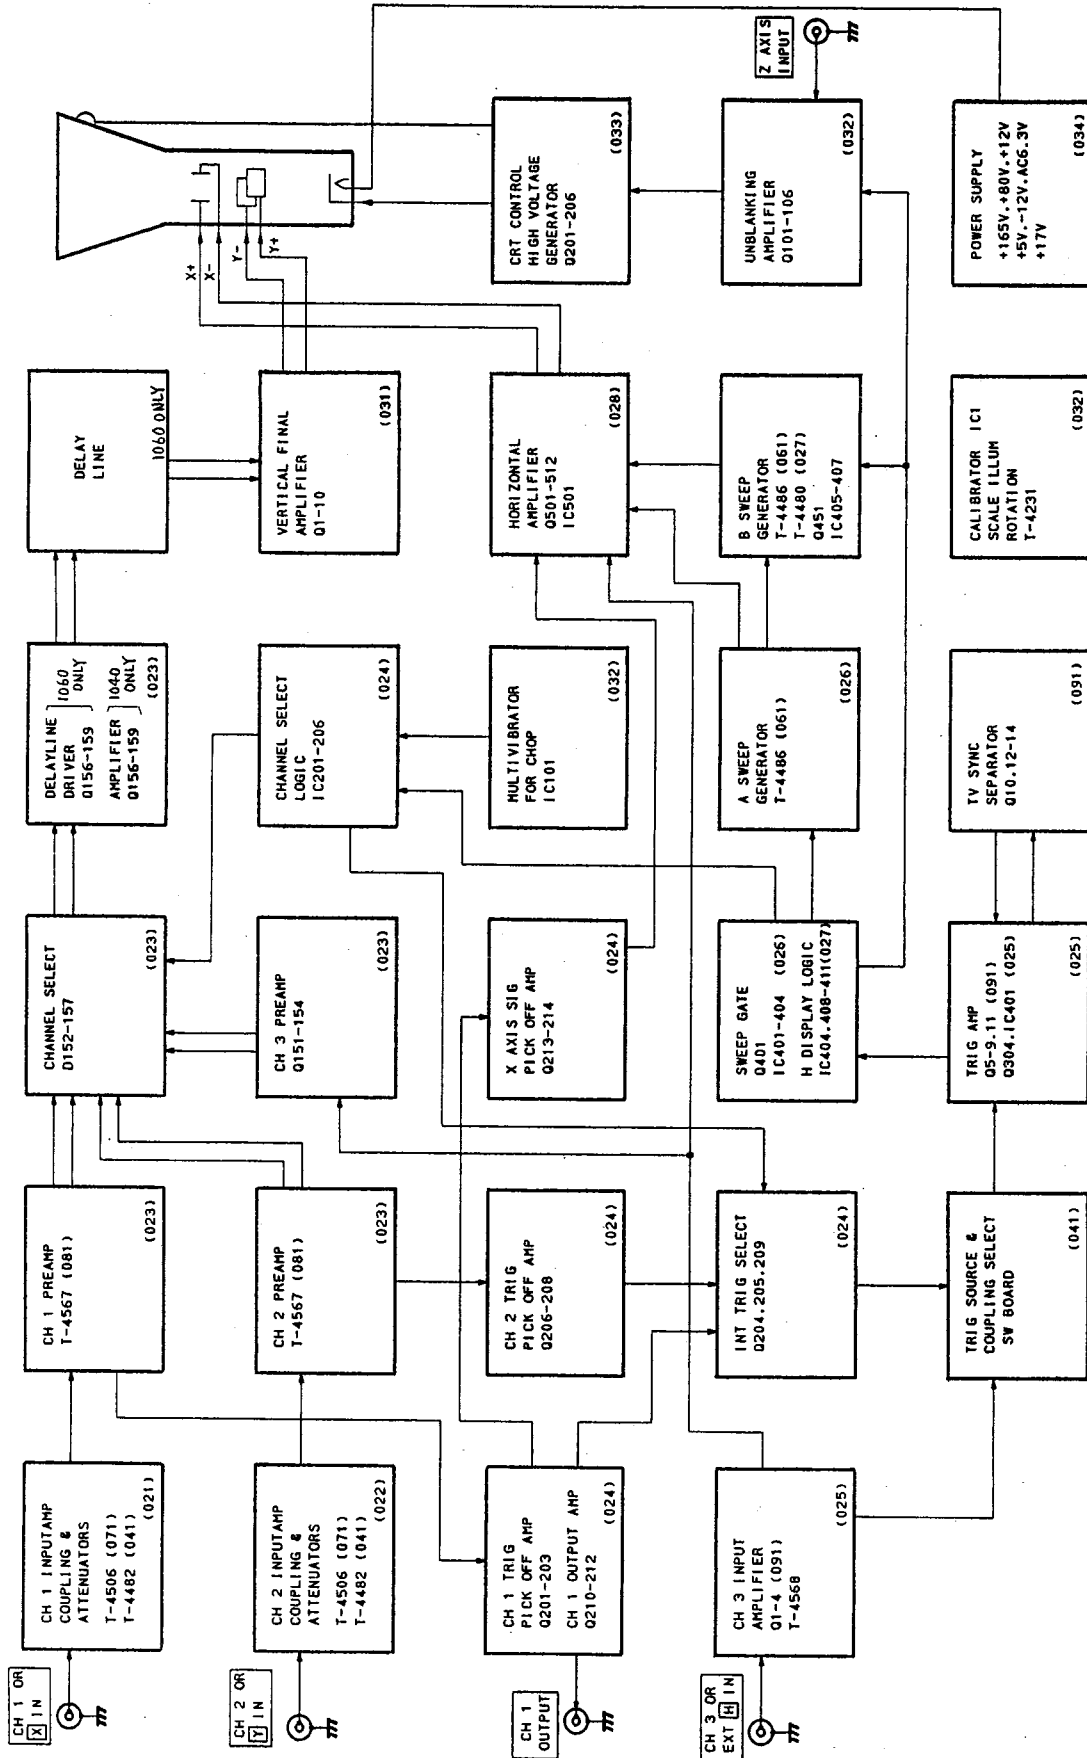 CH 1 OR
X IN
CH 1 INPUTAMP
COUPLING &
ATTENUATORS
T-4506 (071)
T-4482 (041)
(021)
CH 1 PREAMP
T-4567 (081)
(023)
CHANNEL SELECT
D152-157
(023)
DELAYLINE
DRIVER
Q156-159
1060
ONLY
AMPLIFIER
Q156-159
1040
ONLY
(023)
DELAY
LINE
1060 ONLY
CH 2 OR
Y IN
CH 2 INPUTAMP
COUPLING &
ATTENUATORS
T-4506 (071)
T-4482 (041)
(022)
CH 2 PREAMP
T-4567 (081)
(023)
CH 3 PREAMP
Q151-154
(023)
CHANNEL SELECT
LOGIC
IC201-206
(024)
VERTICAL FINAL
AMPLIFIER
Q1-10
(031)
X+
X-
Y-
Y+
CH 1
OUTPUT
CH 1 TRIG
PICK OFF AMP
Q201-203
CH 1 OUTPUT AMP
Q210-212
(024)
CH 2 TRIG
PICK OFF AMP
Q206-208
(024)
X AXIS SIG
PICK OFF AMP
Q213-214
(024)
MULTIVIBRATOR
FOR CHOP
IC101
(032)
HORIZONTAL
AMPLIFIER
Q501-512
IC501
(028)
CRT CONTROL
HIGH VOLTAGE
GENERATOR
Q201-206
(033)
CH 3 OR
EXT H IN
CH 3 INPUT
AMPLIFIER
Q1-4 (091)
T-4568
(025)
INT TRIG SELECT
Q204.205.209
(024)
SWEEP GATE
Q401
IC401-404 (026)
H DISPLAY LOGIC
IC404.408-411(027)
A SWEEP
GENERATOR
T-4486 (061)
(026)
B SWEEP
GENERATOR
T-4486 (061)
T-4480 (027)
Q451
IC405-407
UNBLANKING
AMPLIFIER
Q101-106
(032)
Z AXIS
INPUT
TRIG SOURCE &
COUPLING SELECT
SW BOARD
(041)
TRIG AMP
Q5-9.11 (091)
Q304.IC401 (025)
(025)
TV SYNC
SEPARATOR
Q10.12-14
(091)
CALIBRATOR IC1
SCALE ILLUM
ROTATION
T-4231
(032)
POWER SUPPLY
+165V.+80V.+12V
+5V.-12V.AC6.3V
+17V
(034)